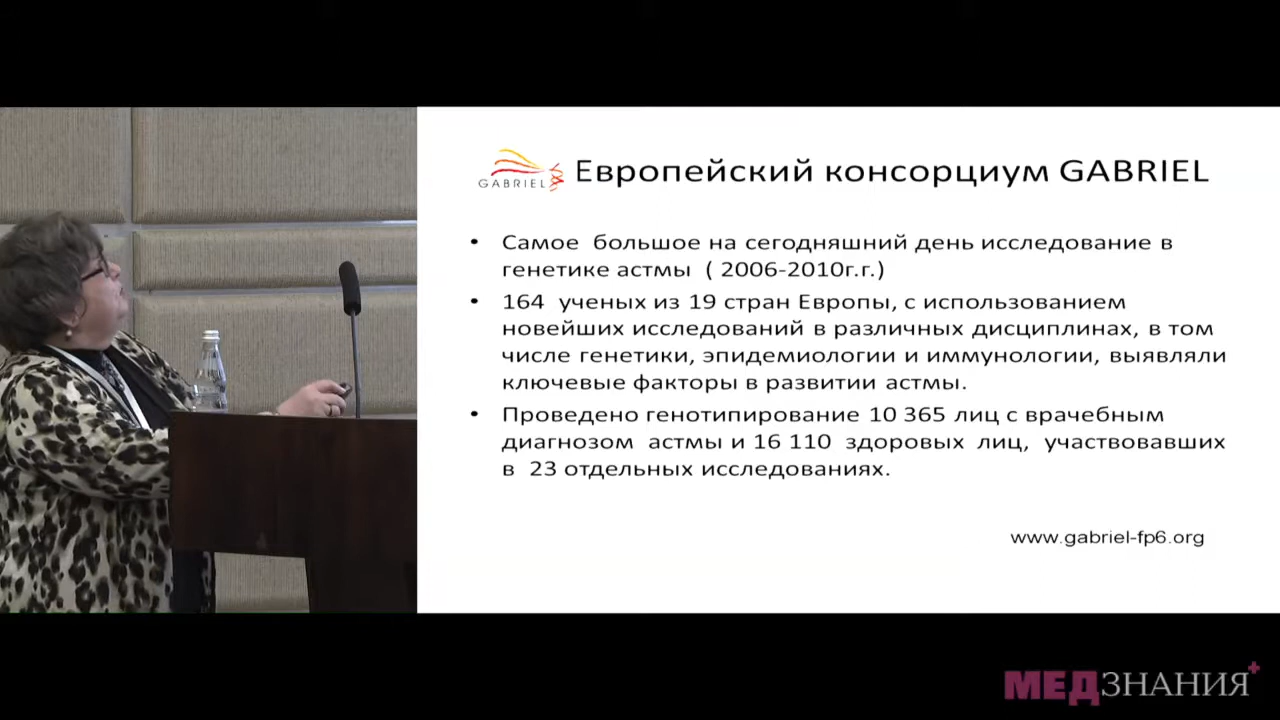 GABRIEL
Европейский консорциум GABRIEL
• Самое большое на сегодняшний день исследование в
генетике астмы ( 2006-2010г.г.)
• 164 ученых из 19 стран Европы, с использованием
новейших исследований в различных дисциплинах, в том
числе генетики, эпидемиологии и иммунологии, выявляли
ключевые факторы в развитии астмы.
• Проведено генотипирование 10 365 лиц с врачебным
диагнозом астмы и 16 110 здоровых лиц, участвовавших
в 23 отдельных исследованиях.
www.gabriel-fp6.org
МЕДЗНАНИЯ+